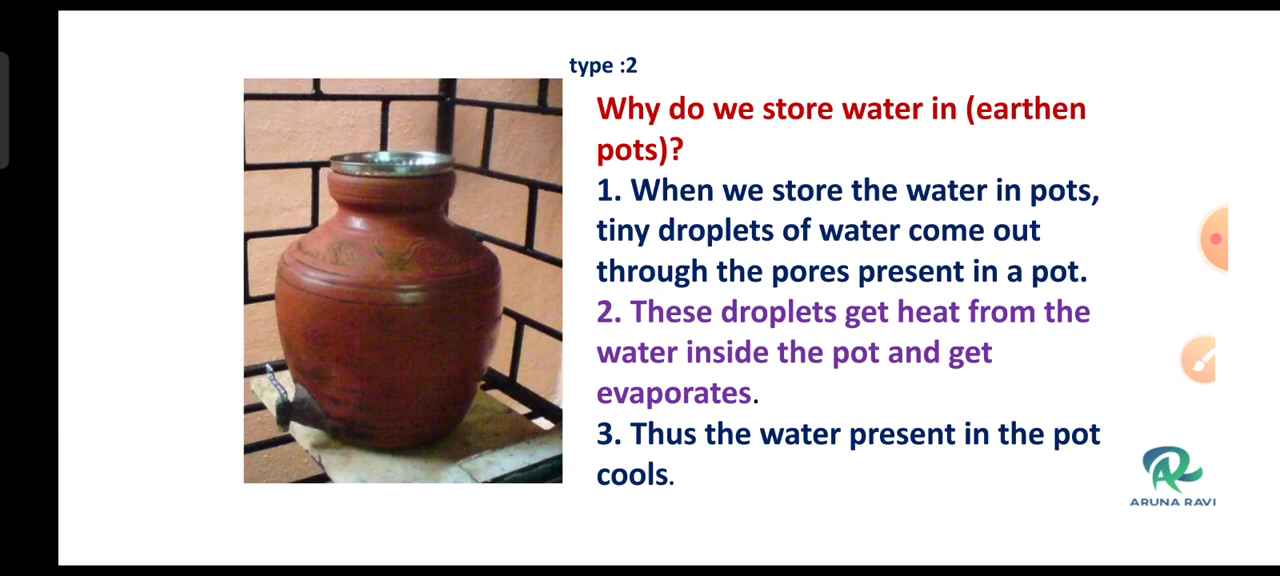 type :2
Why do we store water in (earthen
pots)?
1. When we store the water in pots,
tiny droplets of water come out
through the pores present in a pot.
2. These droplets get heat from the
water inside the pot and get
evaporates.
3. Thus the water present in the pot
cools.
ARUNA RAVI